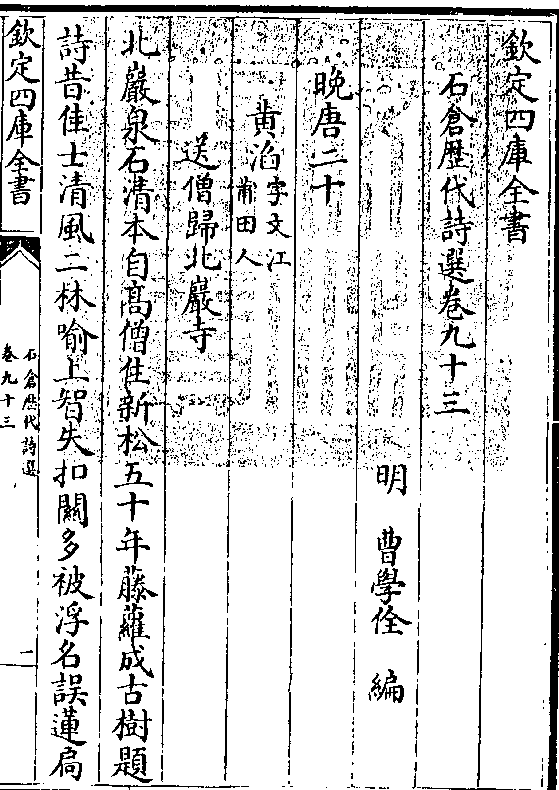 欽定四庫全書
石倉歴代詩選卷九十三
明 曹學佺 編
晚唐二十
黄滔字文江莆田人
送僧歸北巖寺
北巖泉石清本自髙僧住新松五十年藤蘿成古樹題
詩昔佳士清風二林喻上智失扣關多被浮名誤蓮扃
欽定四庫全書
石倉歴代詩選
卷九十三
二